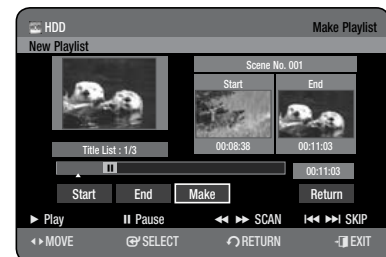 HDD Make Playlist
New Playlist
Scene No. 001
Start End
Title List : 1/3 00:08:38 00:11:03
00:11:03
Start End Make Return
► Play II Pause ◄◄ ►► SCAN I◄◄ ►►I SKIP
◄► MOVE SELECT RETURN EXIT